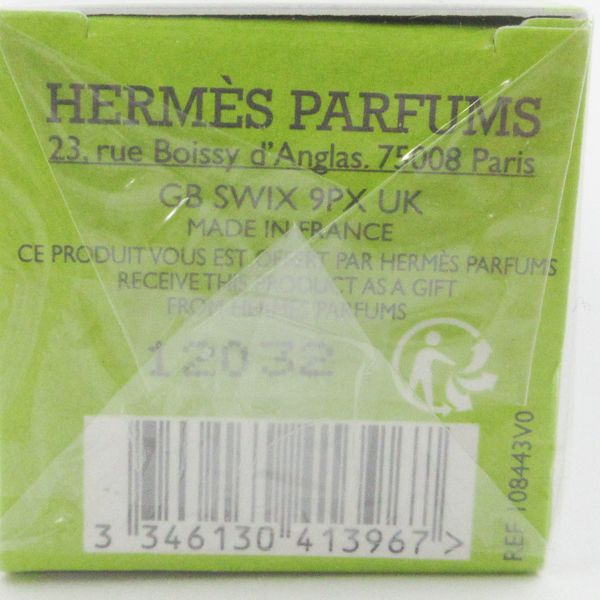 HERMÈS PARFUMS
23, rue Boissy d'Anglas. 75008 Paris
GB SWIX 9PX UK
MADE IN FRANCE
CE PRODUIT VOUS EST OFFERT PAR HERMÈS PARFUMS
RECEIVE THIS PRODUCT AS A GIFT
FROM HERMÈS PARFUMS
12032
3 346130 413967 >
REF 108443V0